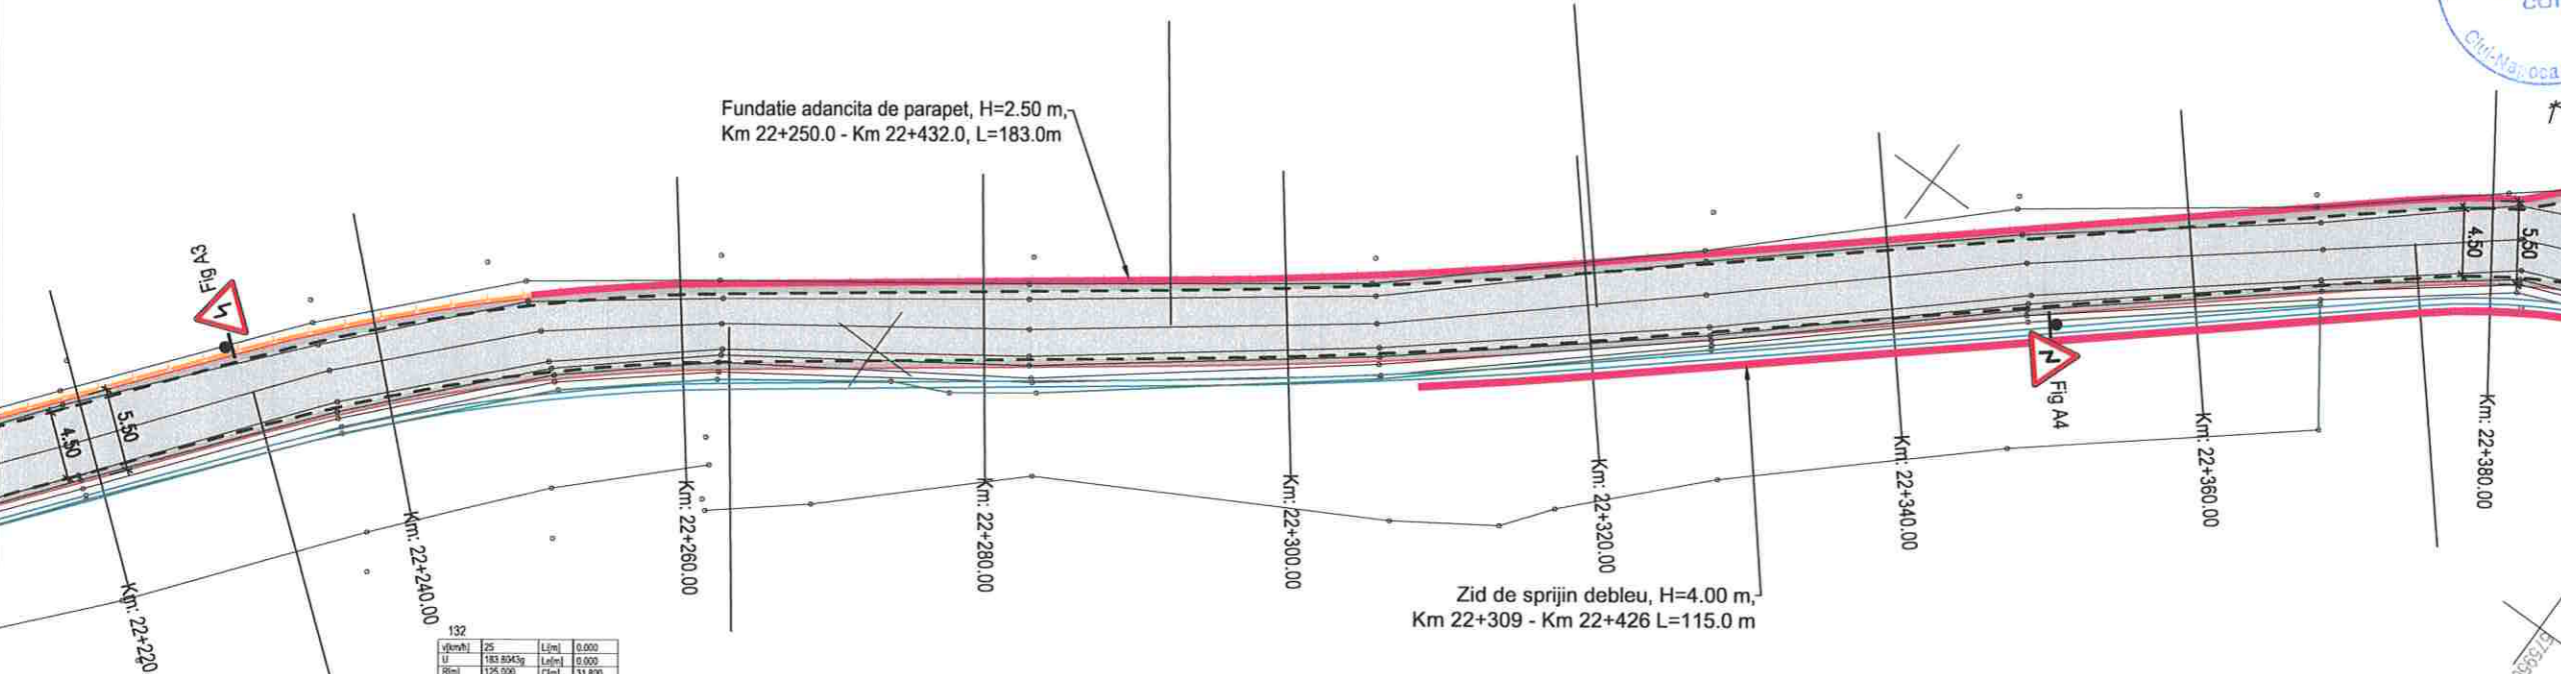 Cluj-Napoca
Fundatie adancita de parapet, H=2.50 m,
Km 22+250.0 - Km 22+432.0, L=183.0m
Fig A3
4.50
5.50
4.50
5.50
Fig A4
Km: 22+220
Km: 22+240.00
Km: 22+260.00
Km: 22+280.00
Km: 22+300.00
Km: 22+320.00
Km: 22+340.00
Km: 22+360.00
Km: 22+380.00
Zid de sprijin debleu, H=4.00 m,
Km 22+309 - Km 22+426 L=115.0 m
132
v[km/h] 25 Li[m] 0.000
U 183.8043g Le[m] 0.000
R[m] 125.000 C[m] 31.800